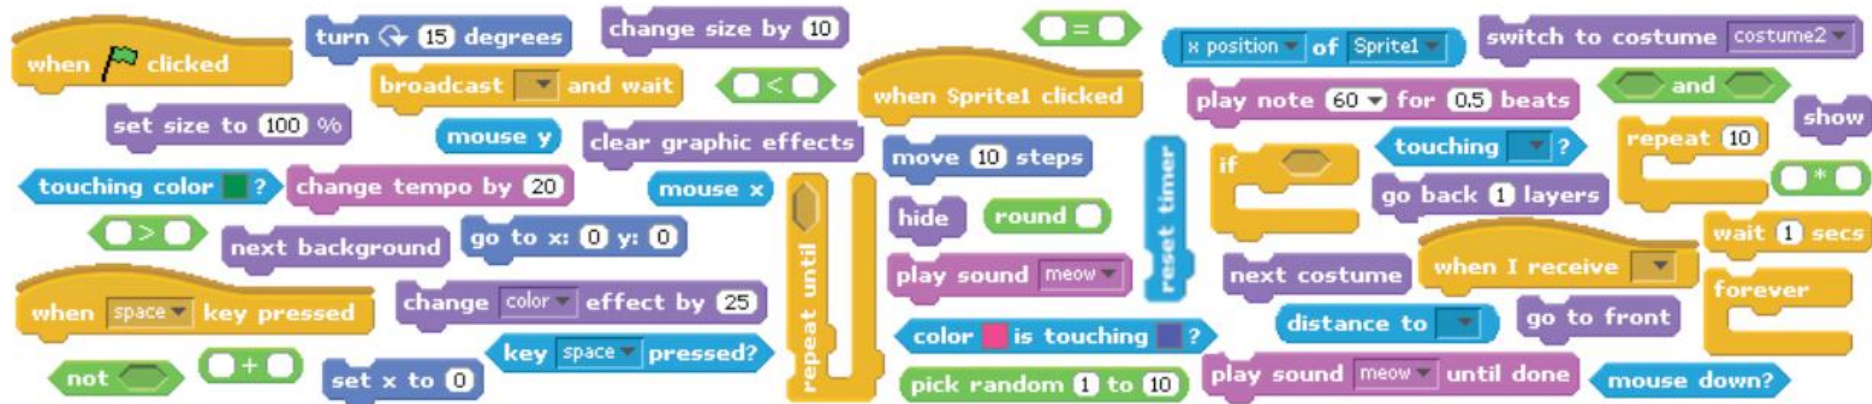 when clicked
turn 15 degrees
change size by 10
broadcast and wait
<
set size to 100 %
mouse y
clear graphic effects
touching color ?
change tempo by 20
mouse x
>
next background
go to x: 0 y: 0
when space key pressed
change color effect by 25
not
+
set x to 0
key space pressed?
repeat until
=
when Sprite1 clicked
move 10 steps
hide
round
play sound meow
reset timer
color is touching ?
pick random 1 to 10
x position of Sprite1
switch to costume costume2
play note 60 for 0.5 beats
and
show
if
touching ?
repeat 10
go back 1 layers
*
wait 1 secs
next costume
when I receive
forever
distance to
go to front
play sound meow until done
mouse down?